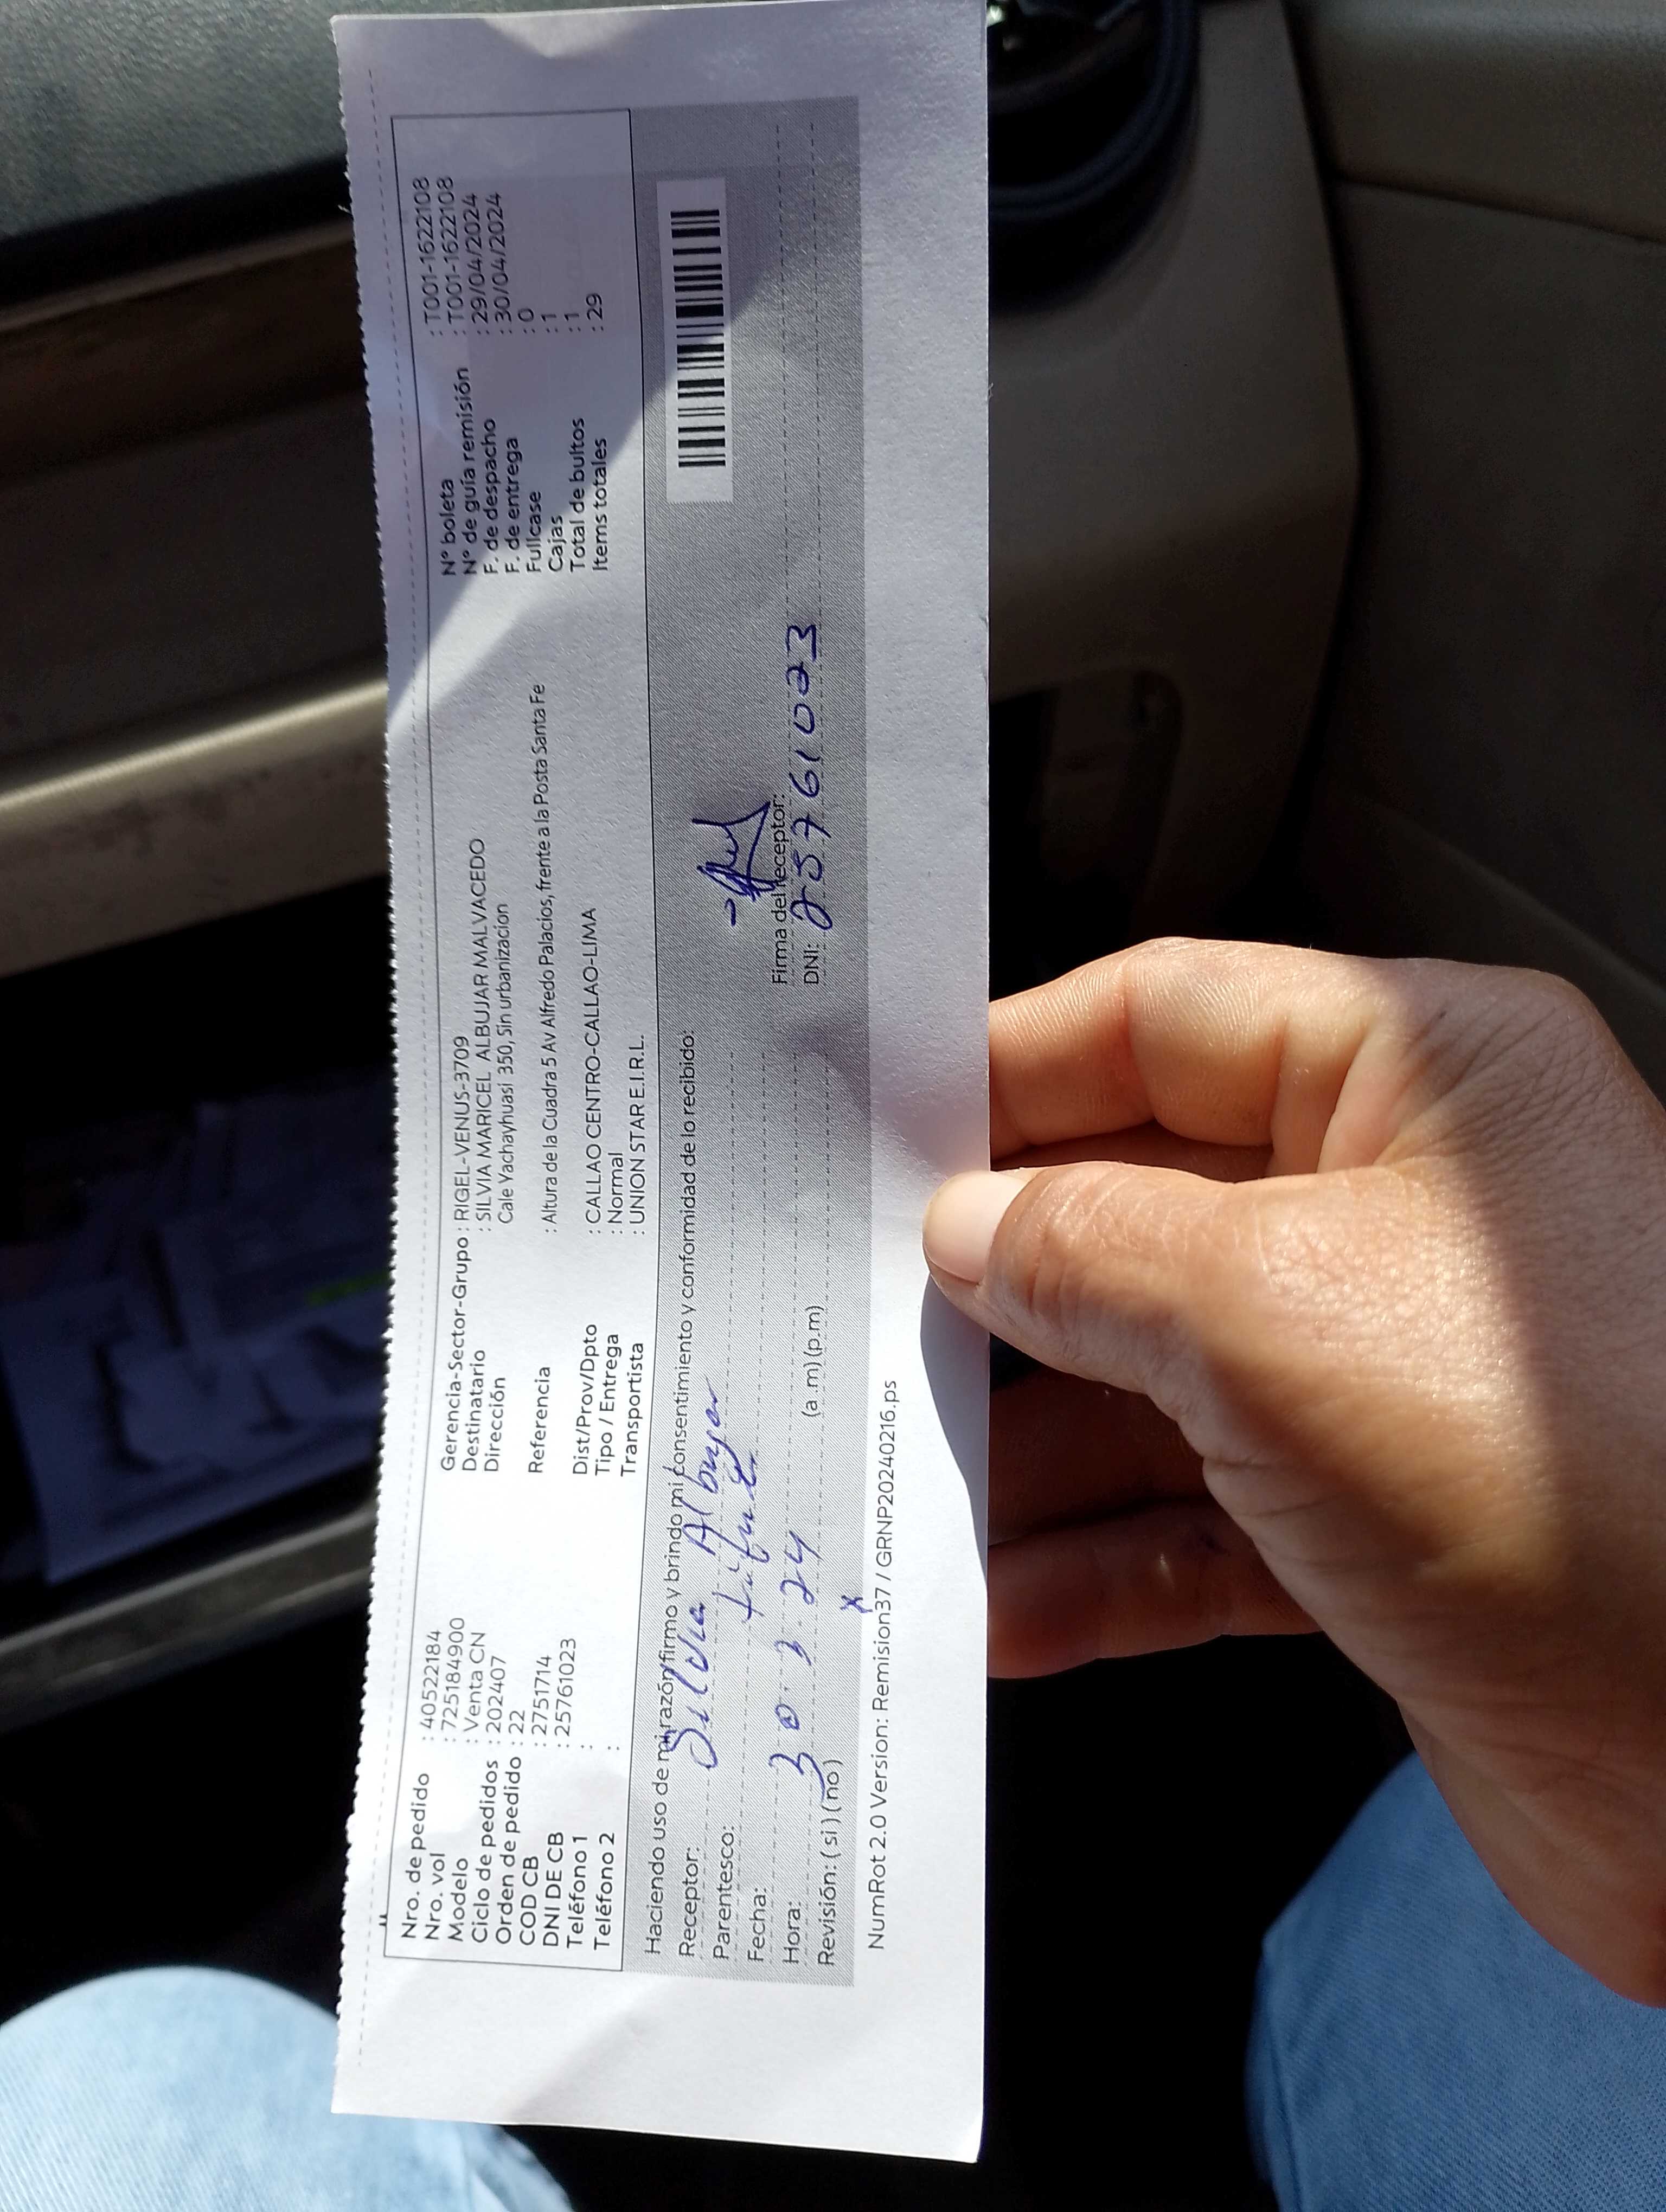 Nro. de pedido : 40522184
Nro. vol : 725184900
Modelo : Venta CN
Ciclo de pedidos : 202407
Orden de pedido : 22
COD CB : 2751714
DNI DE CB : 25761023
Teléfono 1 :
Teléfono 2 :
Gerencia-Sector-Grupo : RIGEL-VENUS-3709
Destinatario : SILVIA MARICEL ALBUJAR MALVACEDO
Dirección Cale Yachayhuasi 350, Sin urbanizacion
Referencia : Altura de la Cuadra 5 Av Alfredo Palacios, frente a la Posta Santa Fe
Dist/Prov/Dpto : CALLAO CENTRO-CALLAO-LIMA
Tipo / Entrega : Normal
Transportista : UNION STAR E.I.R.L.
N° boleta : T001-1622108
N° de guía remisión : T001-1622108
F. de despacho : 29/04/2024
F. de entrega : 30/04/2024
Fullcase : 0
Cajas : 1
Total de bultos : 1
Items totales : 29
Haciendo uso de mi razón firmo y brindo mi consentimiento y conformidad de lo recibido:
Receptor: Silvia Albujar
Parentesco:
Fecha: 30 3 24
Hora: (a.m) (p.m)
Revisión: ( si ) ( no ) x
Firma del receptor:
DNI: 25761023
NumRot 2.0 Version: Remision37 / GRNP20240216.ps